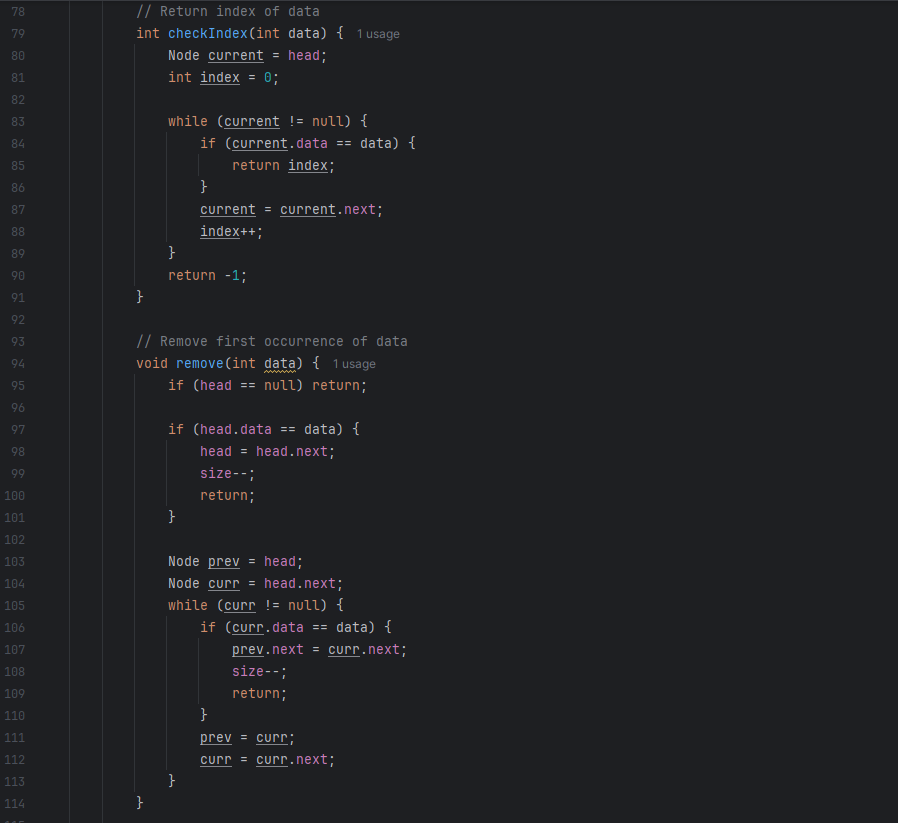 78 // Return index of data
79 int checkIndex(int data) { 1 usage
80 Node current = head;
81 int index = 0;
82
83 while (current != null) {
84 if (current.data == data) {
85 return index;
86 }
87 current = current.next;
88 index++;
89 }
90 return -1;
91 }
92
93 // Remove first occurrence of data
94 void remove(int data) { 1 usage
95 if (head == null) return;
96
97 if (head.data == data) {
98 head = head.next;
99 size--;
100 return;
101 }
102
103 Node prev = head;
104 Node curr = head.next;
105 while (curr != null) {
106 if (curr.data == data) {
107 prev.next = curr.next;
108 size--;
109 return;
110 }
111 prev = curr;
112 curr = curr.next;
113 }
114 }